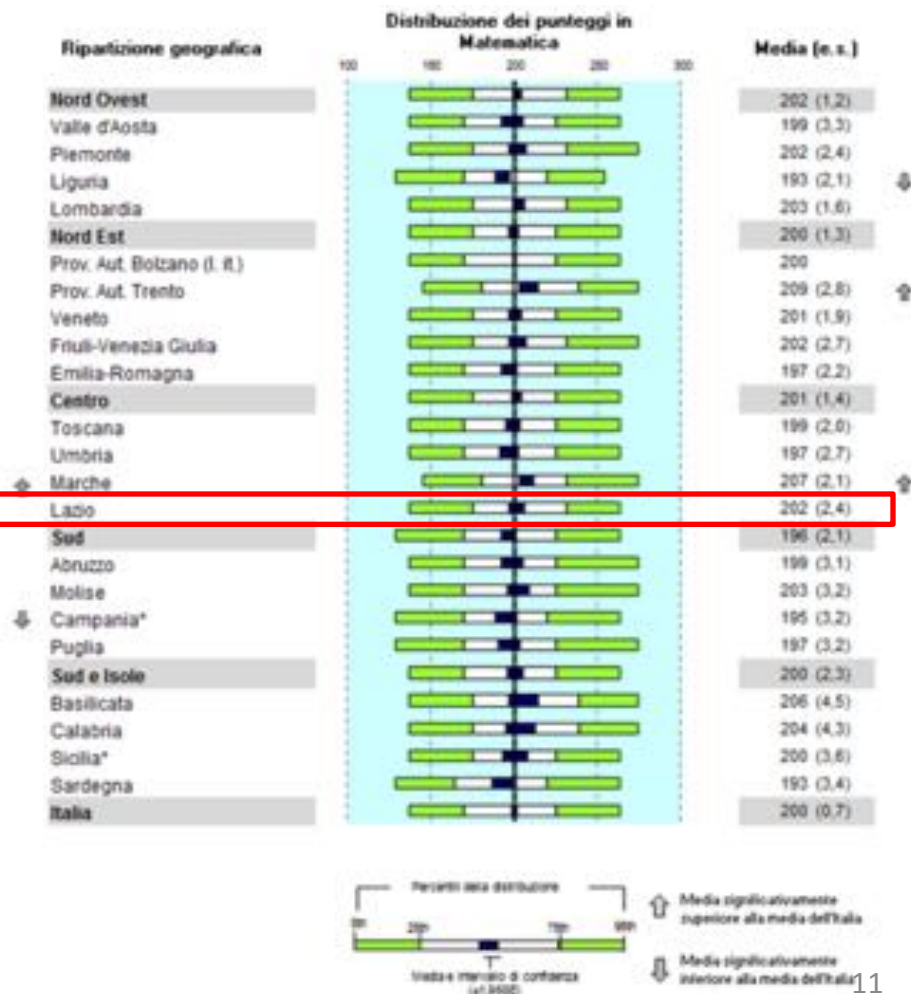 Distribuzione dei punteggi in
Matematica
Ripartizione geografica
Media (e.s.)
100 150 200 250 300
Nord Ovest 202 (1,2)
Valle d'Aosta 199 (3,3)
Piemonte 202 (2,4)
Liguria 193 (2,1)
Lombardia 203 (1,6)
Nord Est 200 (1,3)
Prov. Aut. Bolzano (l. it.) 200
Prov. Aut. Trento 209 (2,8)
Veneto 201 (1,9)
Friuli-Venezia Giulia 202 (2,7)
Emilia-Romagna 197 (2,2)
Centro 201 (1,4)
Toscana 199 (2,0)
Umbria 197 (2,7)
Marche 207 (2,1)
Lazio 202 (2,4)
Sud 196 (2,1)
Abruzzo 199 (3,1)
Molise 203 (3,2)
Campania* 195 (3,2)
Puglia 197 (3,2)
Sud e Isole 200 (2,3)
Basilicata 206 (4,5)
Calabria 204 (4,3)
Sicilia* 200 (3,6)
Sardegna 193 (3,4)
Italia 200 (0,7)
Percentili della distribuzione
Media e intervallo di confidenza
Media significativamente
superiore alla media dell'Italia
Media significativamente
inferiore alla media dell'Italia
11